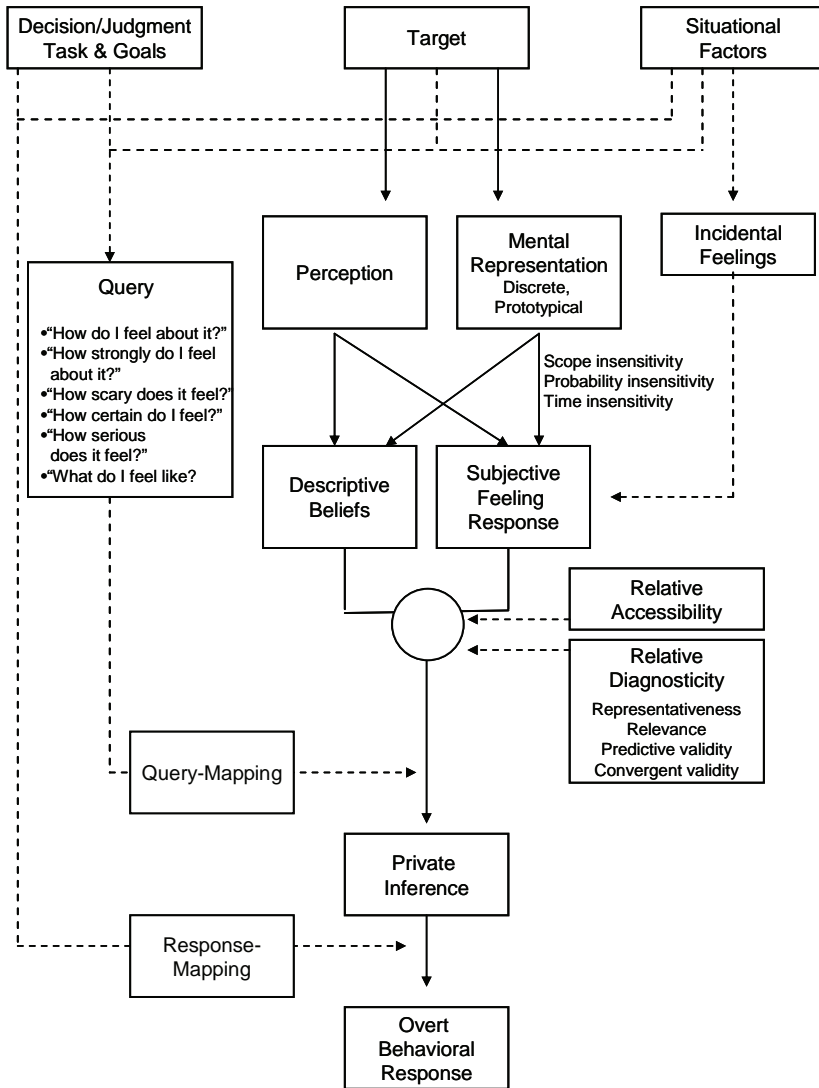 Decision/Judgment
Task & Goals
Target
Situational
Factors
Perception
Mental
Representation
Discrete,
Prototypical
Incidental
Feelings
Query
•“How do I feel about it?”
•“How strongly do I feel
about it?”
•“How scary does it feel?”
•“How certain do I feel?”
•“How serious
does it feel?”
•“What do I feel like?
Scope insensitivity
Probability insensitivity
Time insensitivity
Descriptive
Beliefs
Subjective
Feeling
Response
Relative
Accessibility
Relative
Diagnosticity
Representativeness
Relevance
Predictive validity
Convergent validity
Query-Mapping
Private
Inference
Response-
Mapping
Overt
Behavioral
Response